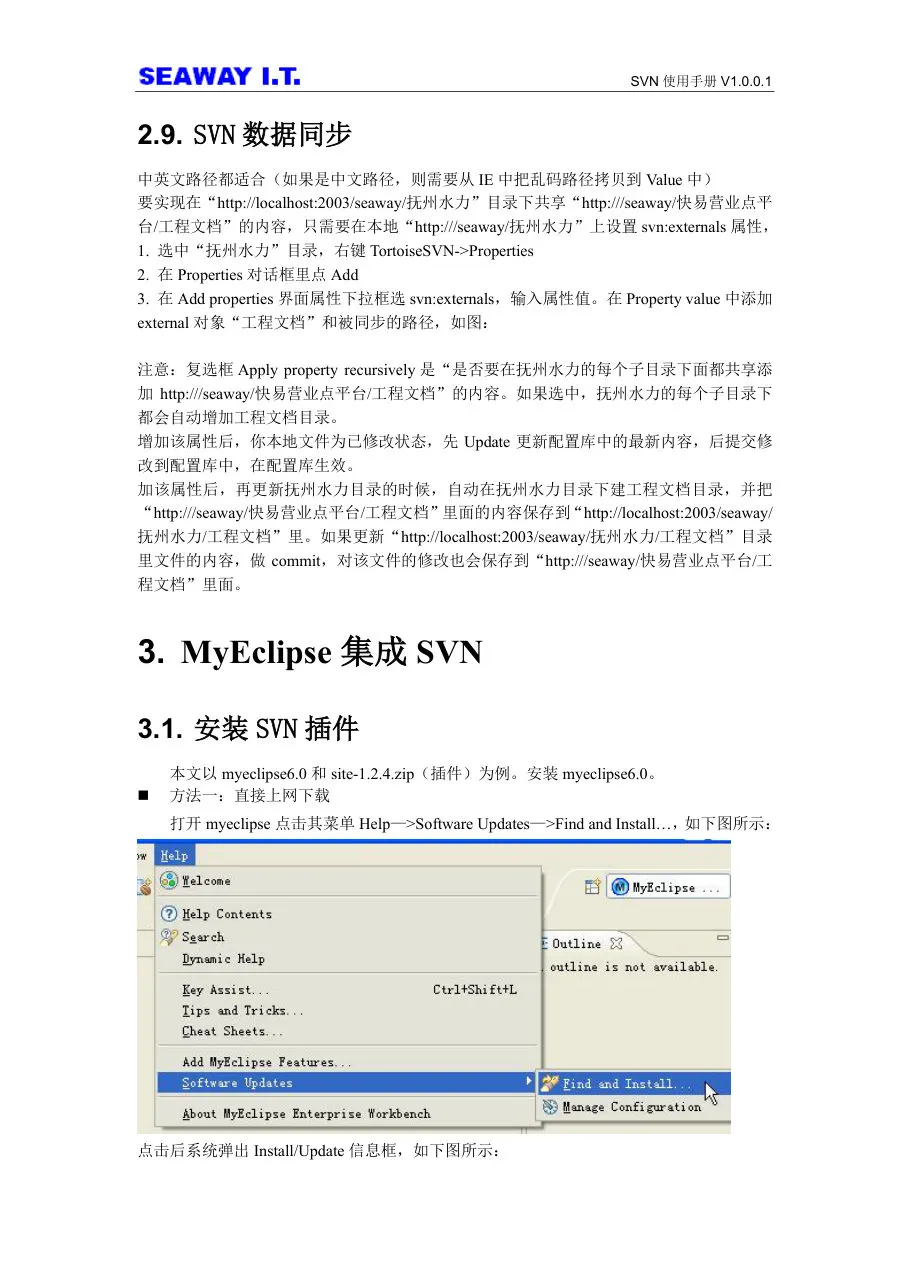 SEAWAY I.T.
SVN 使用手册 V1.0.0.1
2.9. SVN 数据同步
中英文路径都适合（如果是中文路径，则需要从 IE 中把乱码路径拷贝到 Value 中）
要实现在“http://localhost:2003/seaway/抚州水力”目录下共享“http:///seaway/快易营业点平
台/工程文档”的内容，只需要在本地“http:///seaway/抚州水力”上设置 svn:externals 属性，
1. 选中“抚州水力”目录，右键 TortoiseSVN->Properties
2. 在 Properties 对话框里点 Add
3. 在 Add properties 界面属性下拉框选 svn:externals，输入属性值。在 Property value 中添加
external 对象“工程文档”和被同步的路径，如图：
注意：复选框 Apply property recursively 是“是否要在抚州水力的每个子目录下面都共享添
加 http:///seaway/快易营业点平台/工程文档”的内容。如果选中，抚州水力的每个子目录下
都会自动增加工程文档目录。
增加该属性后，你本地文件为已修改状态，先 Update 更新配置库中的最新内容，后提交修
改到配置库中，在配置库生效。
加该属性后，再更新抚州水力目录的时候，自动在抚州水力目录下建工程文档目录，并把
“http:///seaway/快易营业点平台/工程文档”里面的内容保存到“http://localhost:2003/seaway/
抚州水力/工程文档”里。如果更新“http://localhost:2003/seaway/抚州水力/工程文档”目录
里文件的内容，做 commit，对该文件的修改也会保存到“http:///seaway/快易营业点平台/工
程文档”里面。
3. MyEclipse 集成 SVN
3.1. 安装 SVN 插件
本文以 myeclipse6.0 和 site-1.2.4.zip（插件）为例。安装 myeclipse6.0。
■ 方法一：直接上网下载
打开 myeclipse 点击其菜单 Help—>Software Updates—>Find and Install…，如下图所示：
ow Help
Welcome
MyEclipse ...
Help Contents
Search
Outline
Dynamic Help
outline is not available.
Key Assist... Ctrl+Shift+L
Tips and Tricks...
Cheat Sheets...
Add MyEclipse Features...
Software Updates
Find and Install...
Manage Configuration
About MyEclipse Enterprise Workbench
点击后系统弹出 Install/Update 信息框，如下图所示：